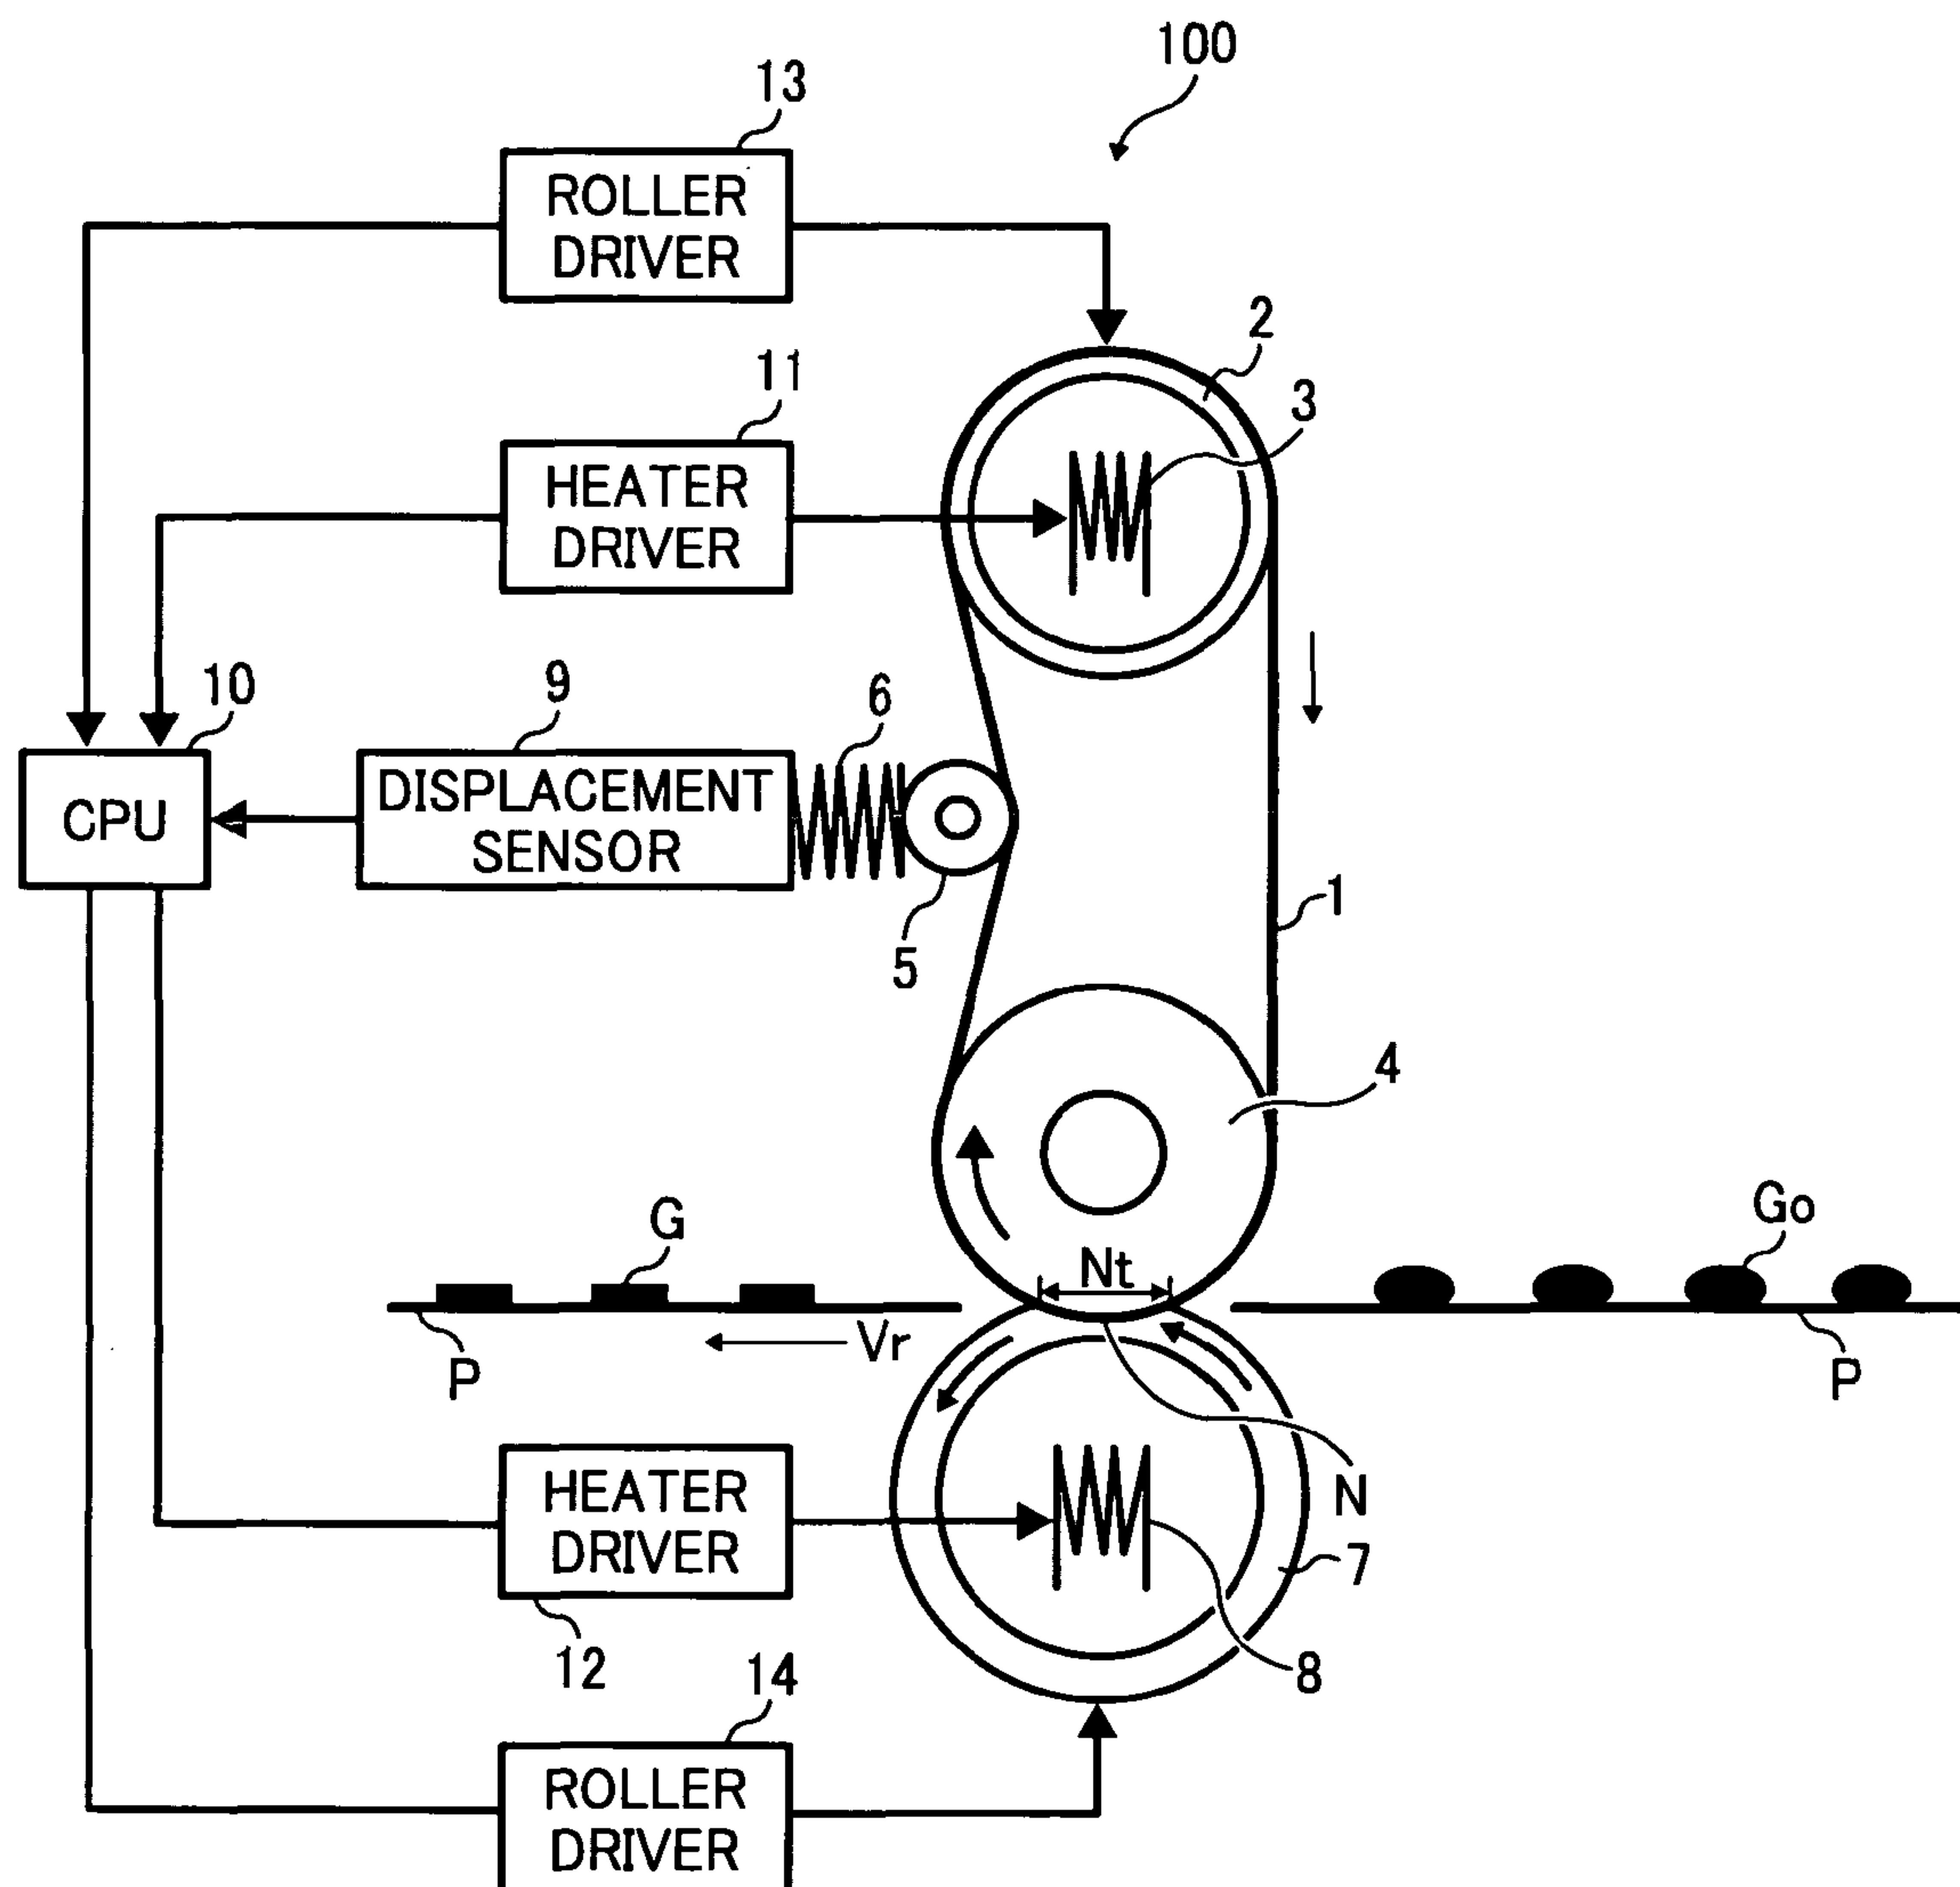 100
13
ROLLER
DRIVER
2
11
3
HEATER
DRIVER
10
9
6
CPU
DISPLACEMENT
SENSOR
1
5
4
G
Nt
Go
P
Vr
P
HEATER
DRIVER
N
7
12
8
14
ROLLER
DRIVER